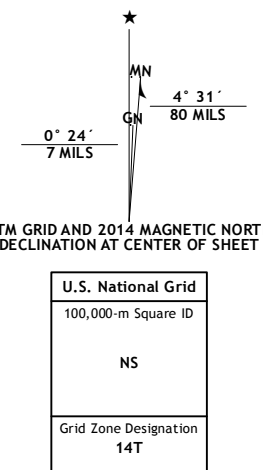 ★
MN
4° 31´
80 MILS
GN
0° 24´
7 MILS
TM GRID AND 2014 MAGNETIC NORT
DECLINATION AT CENTER OF SHEET
U.S. National Grid
100,000-m Square ID
NS
Grid Zone Designation
14T